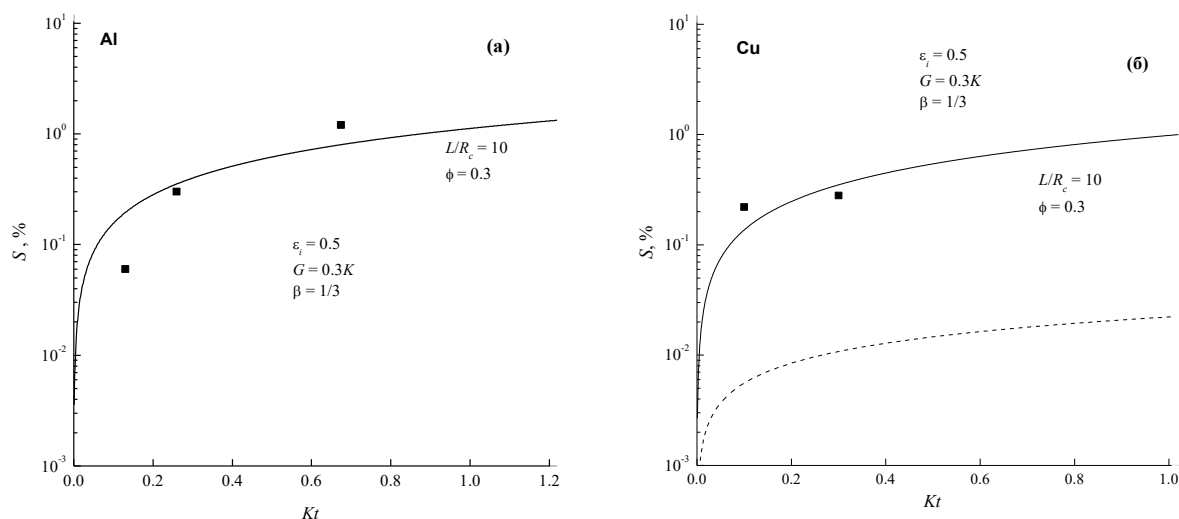 Al
(а)
10¹
10⁰
10⁻¹
10⁻²
10⁻³
S , %
L/R_c = 10
ϕ = 0.3
ε_i = 0.5
G = 0.3K
β = 1/3
0.0 0.2 0.4 0.6 0.8 1.0 1.2
Kt
Cu
(б)
ε_i = 0.5
G = 0.3K
β = 1/3
10¹
10⁰
10⁻¹
10⁻²
10⁻³
S, %
L/R_c = 10
ϕ = 0.3
0.0 0.2 0.4 0.6 0.8 1.0
Kt